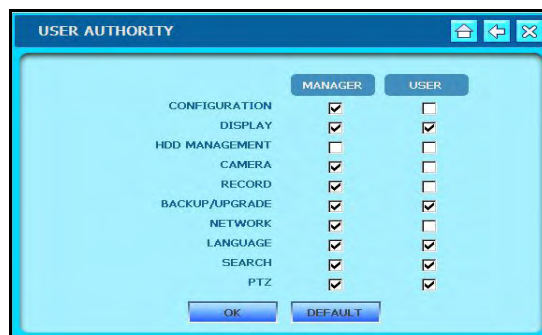 USER AUTHORITY
MANAGER USER
CONFIGURATION
DISPLAY
HDD MANAGEMENT
CAMERA
RECORD
BACKUP/UPGRADE
NETWORK
LANGUAGE
SEARCH
PTZ
OK DEFAULT